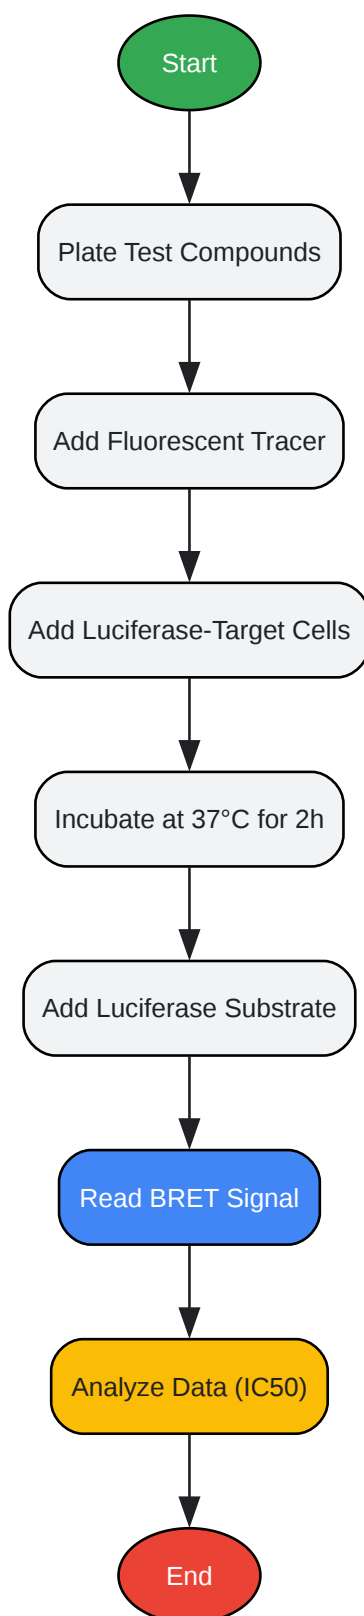 Start
Plate Test Compounds
Add Fluorescent Tracer
Add Luciferase-Target Cells
Incubate at 37°C for 2h
Add Luciferase Substrate
Read BRET Signal
Analyze Data (IC50)
End